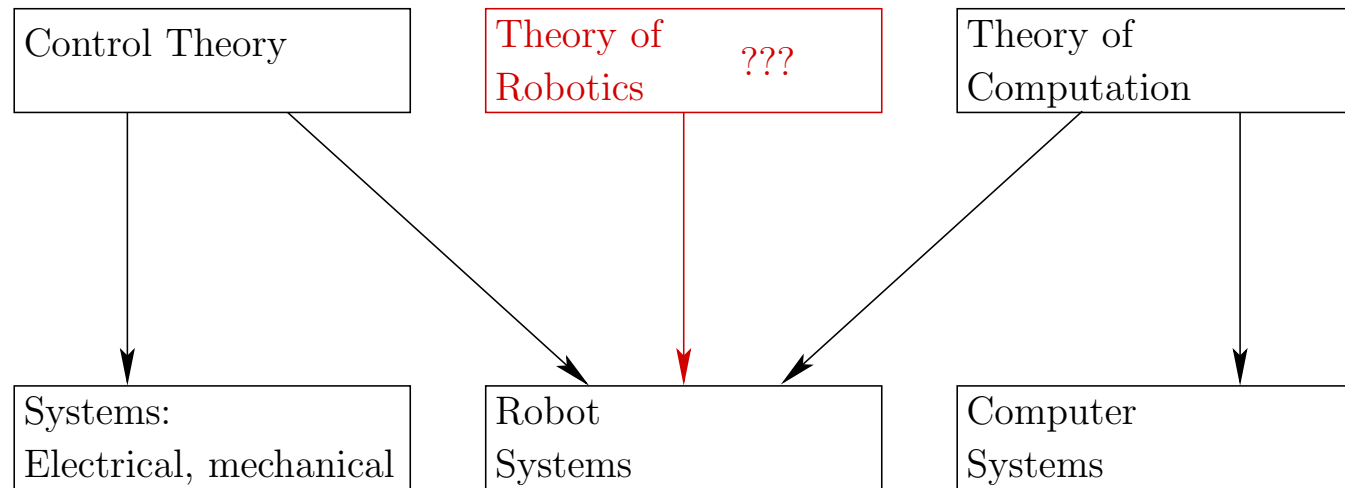 Control Theory
Theory of
Robotics
???
Theory of
Computation
Systems:
Electrical, mechanical
Robot
Systems
Computer
Systems